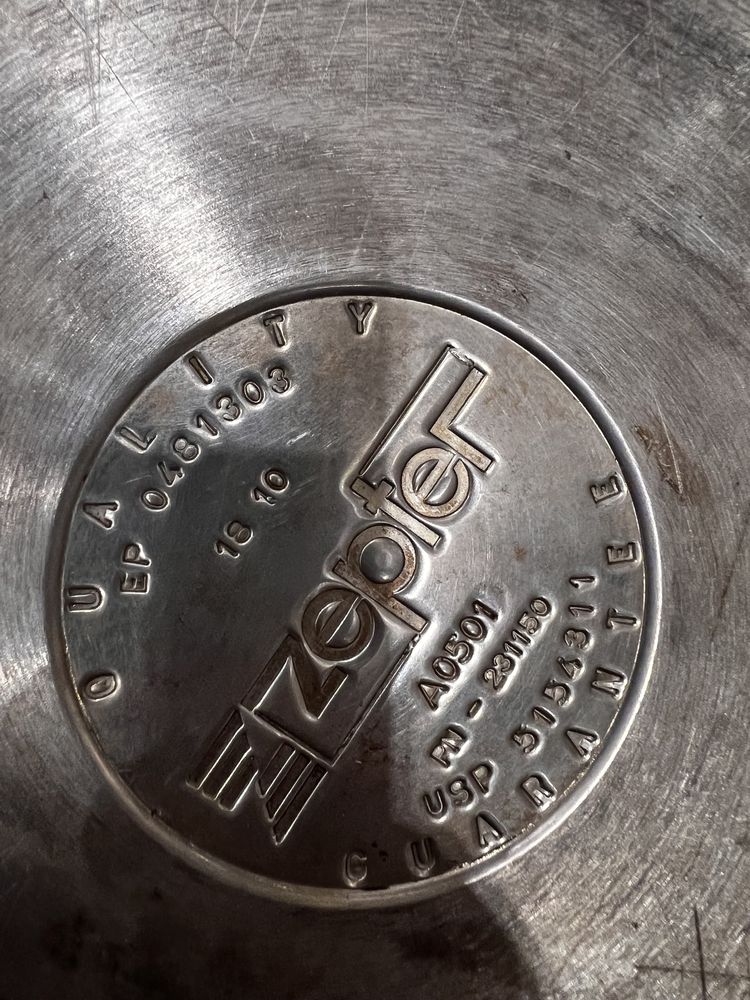 QUALITY
EP 0481303
18 10
zepter
A0501
PN - 231150
USP 5154311
GUARANTEE